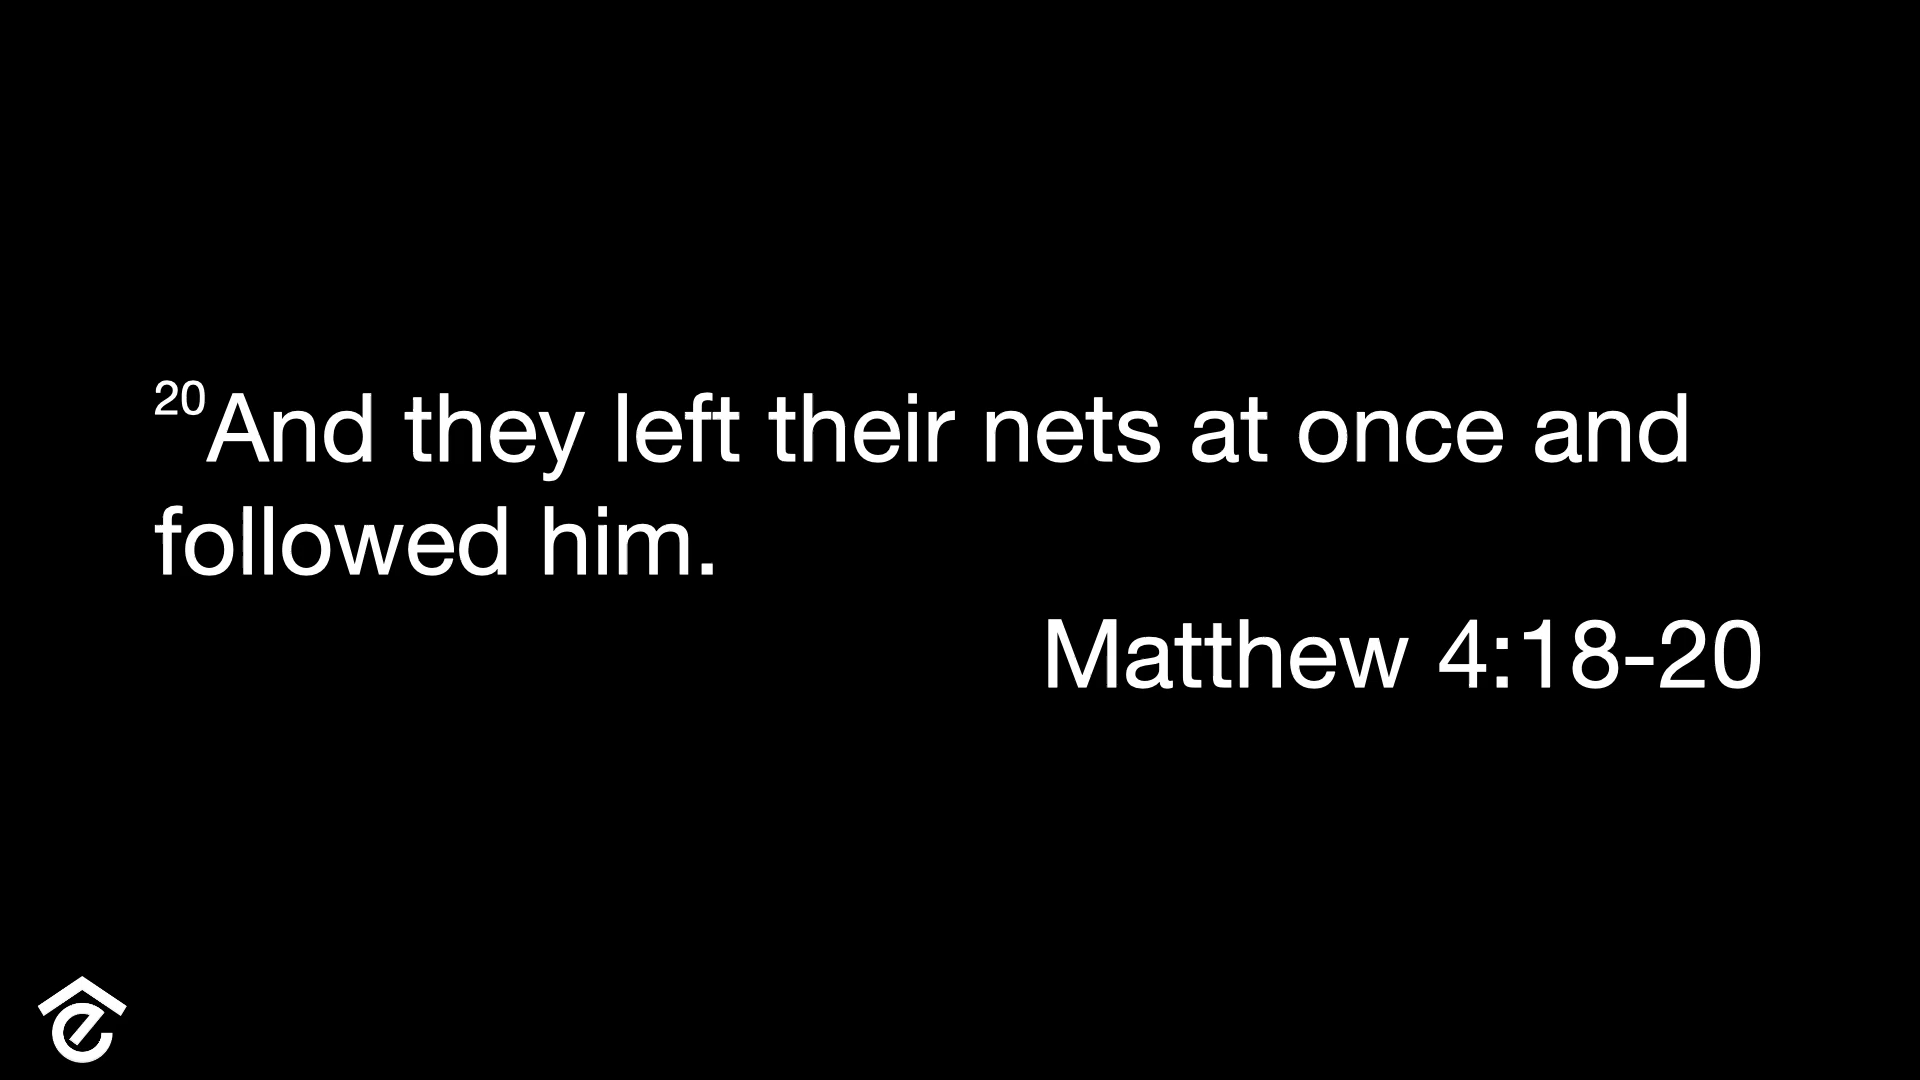 20And they left their nets at once and
followed him.
Matthew 4:18-20
e